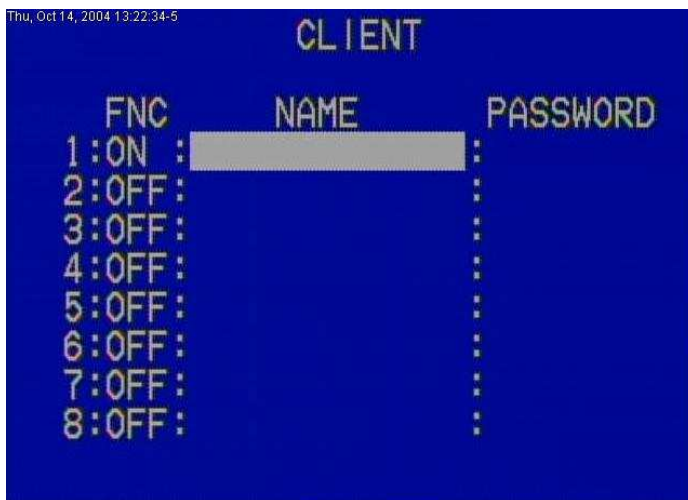 Thu, Oct 14, 2004 13:22:34-5
CLIENT
FNC NAME PASSWORD
1:ON : :
2:OFF: :
3:OFF: :
4:OFF: :
5:OFF: :
6:OFF: :
7:OFF: :
8:OFF: :